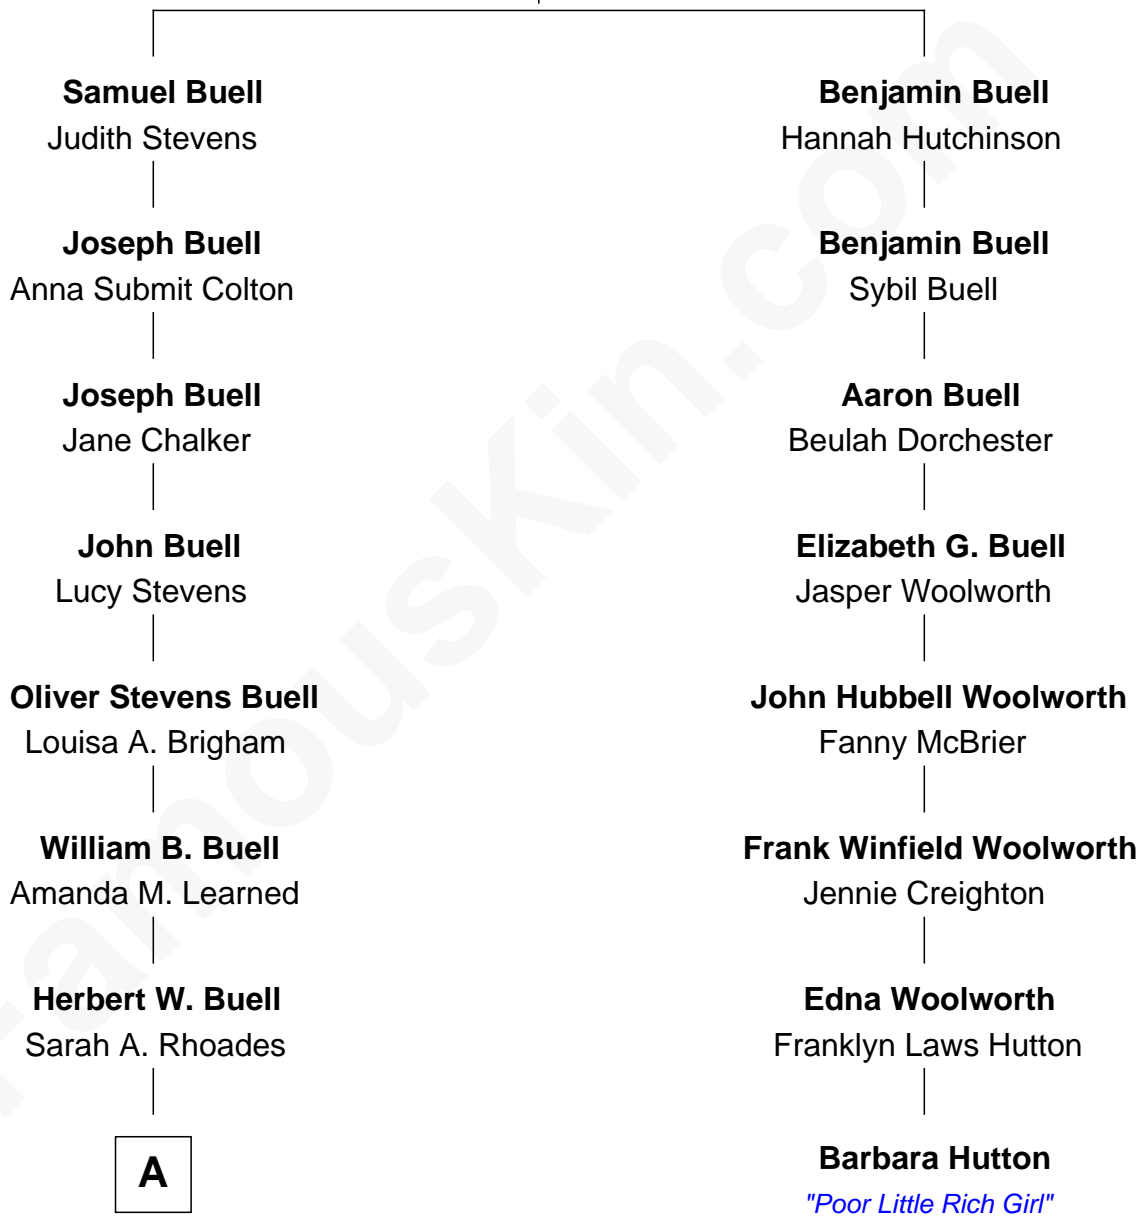 Samuel Buell
Judith Stevens
Joseph Buell
Anna Submit Colton
Joseph Buell
Jane Chalker
John Buell
Lucy Stevens
Oliver Stevens Buell
Louisa A. Brigham
William B. Buell
Amanda M. Learned
Herbert W. Buell
Sarah A. Rhoades
A
Benjamin Buell
Hannah Hutchinson
Benjamin Buell
Sybil Buell
Aaron Buell
Beulah Dorchester
Elizabeth G. Buell
Jasper Woolworth
John Hubbell Woolworth
Fanny McBrier
Frank Winfield Woolworth
Jennie Creighton
Edna Woolworth
Franklyn Laws Hutton
Barbara Hutton
"Poor Little Rich Girl"
FamousKin.com